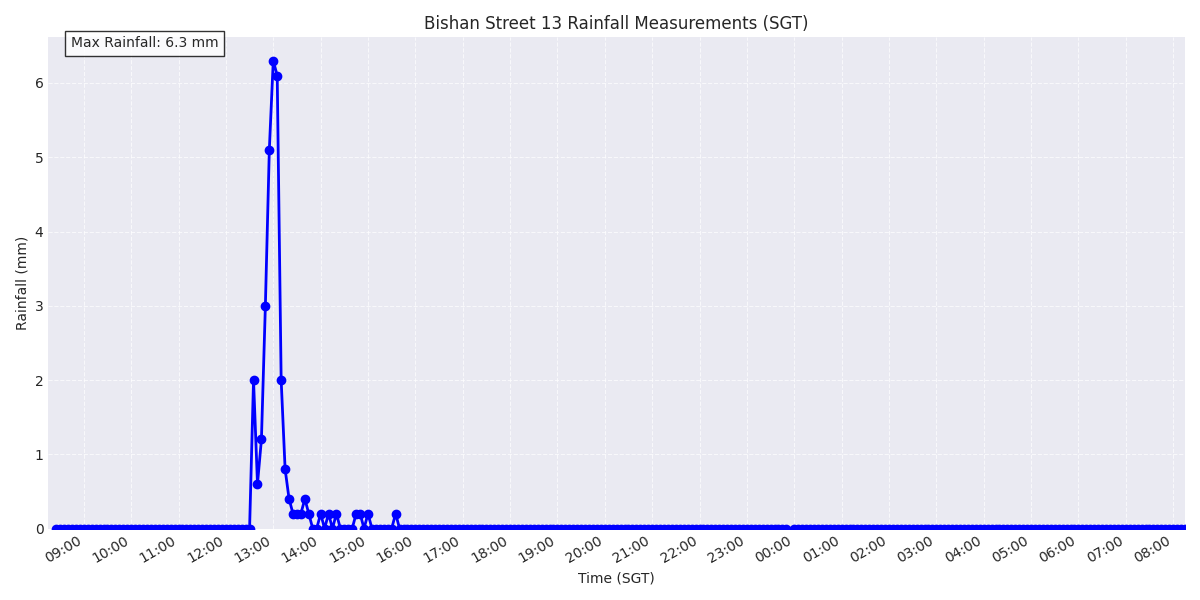 Bishan Street 13 Rainfall Measurements (SGT)
Max Rainfall: 6.3 mm
Rainfall (mm)
6
5
4
3
2
1
0
09:00 10:00 11:00 12:00 13:00 14:00 15:00 16:00 17:00 18:00 19:00 20:00 21:00 22:00 23:00 00:00 01:00 02:00 03:00 04:00 05:00 06:00 07:00 08:00
Time (SGT)